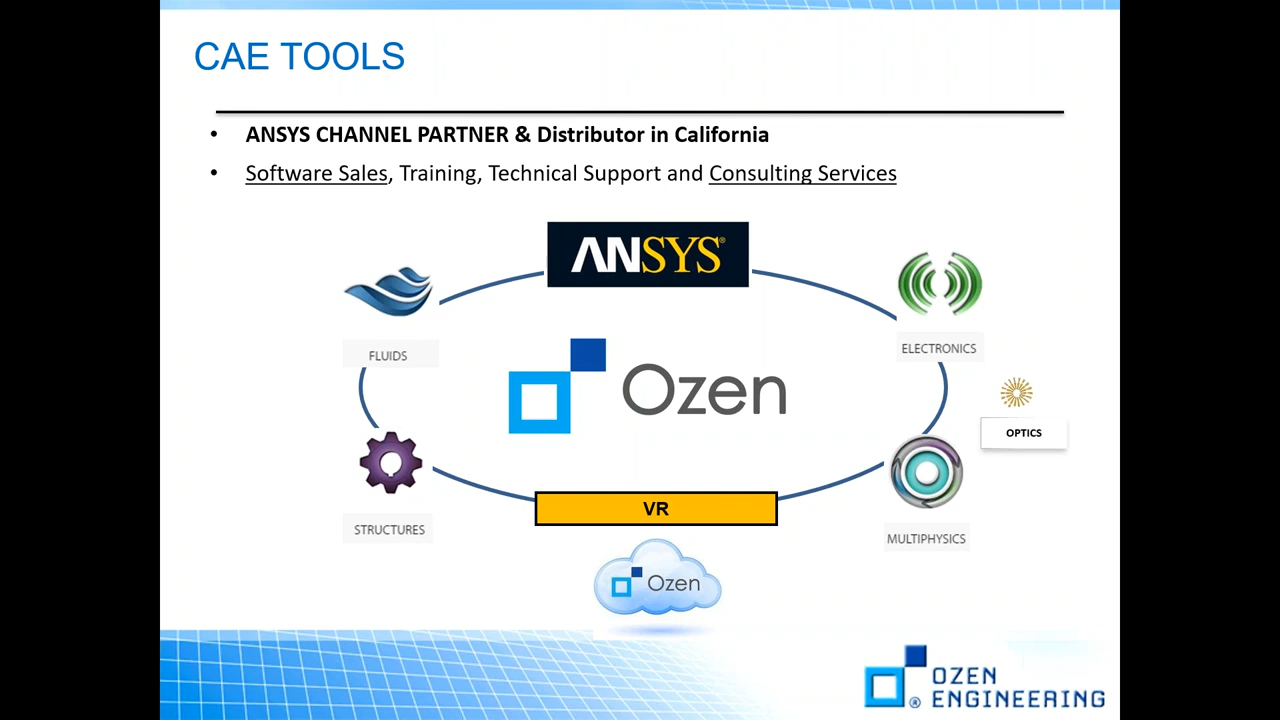 CAE TOOLS
• ANSYS CHANNEL PARTNER & Distributor in California
• Software Sales, Training, Technical Support and Consulting Services
ANSYS®
FLUIDS
ELECTRONICS
Ozen
OPTICS
STRUCTURES
VR
MULTIPHYSICS
Ozen
OZEN
® ENGINEERING